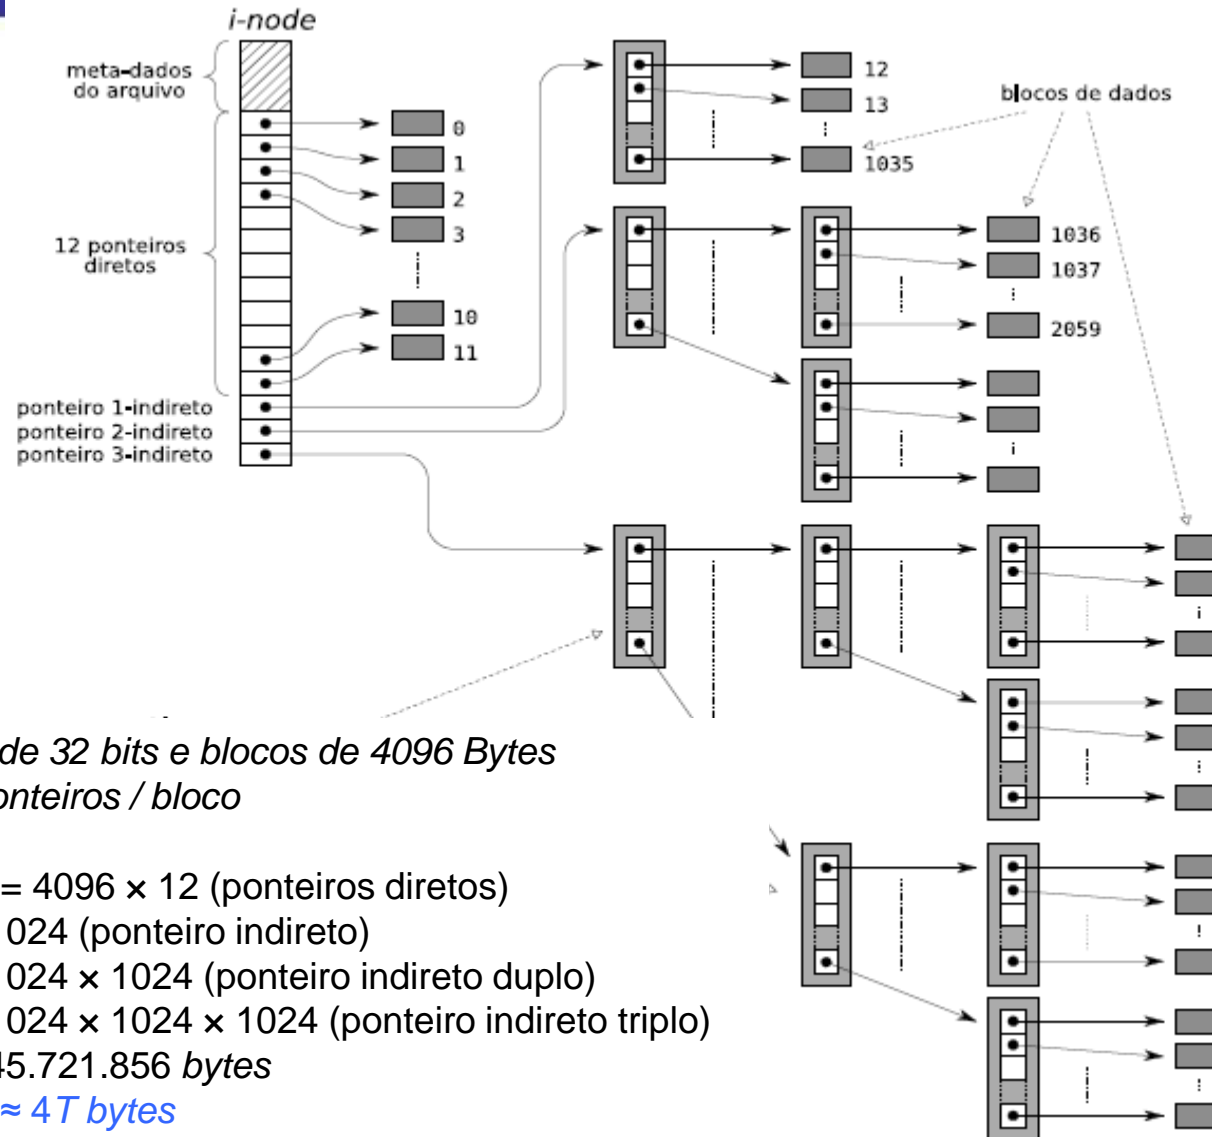 i-node
meta-dados
do arquivo
12 ponteiros
diretos
ponteiro 1-indireto
ponteiro 2-indireto
ponteiro 3-indireto
0
1
2
3
10
11
12
13
1035
blocos de dados
1036
1037
2059
de 32 bits e blocos de 4096 Bytes
onteiros / bloco
= 4096 × 12 (ponteiros diretos)
024 (ponteiro indireto)
024 × 1024 (ponteiro indireto duplo)
024 × 1024 × 1024 (ponteiro indireto triplo)
45.721.856 bytes
≈ 4T bytes